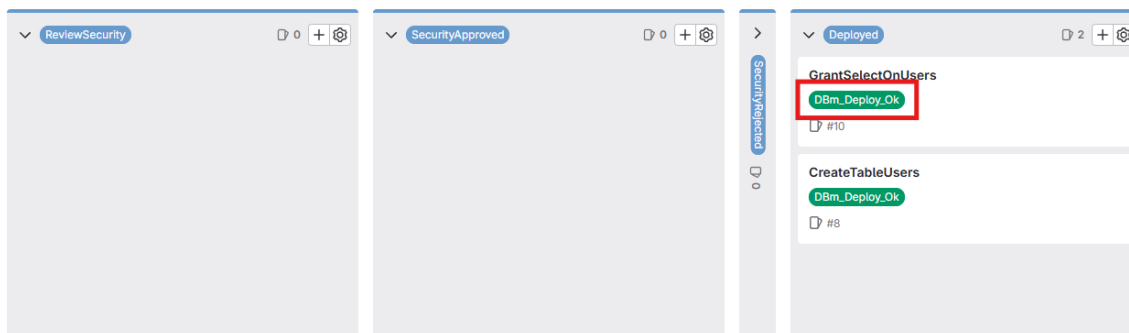 ReviewSecurity 0
SecurityApproved 0
SecurityRejected 0
Deployed 2
GrantSelectOnUsers
DBm_Deploy_Ok
#10
CreateTableUsers
DBm_Deploy_Ok
#8